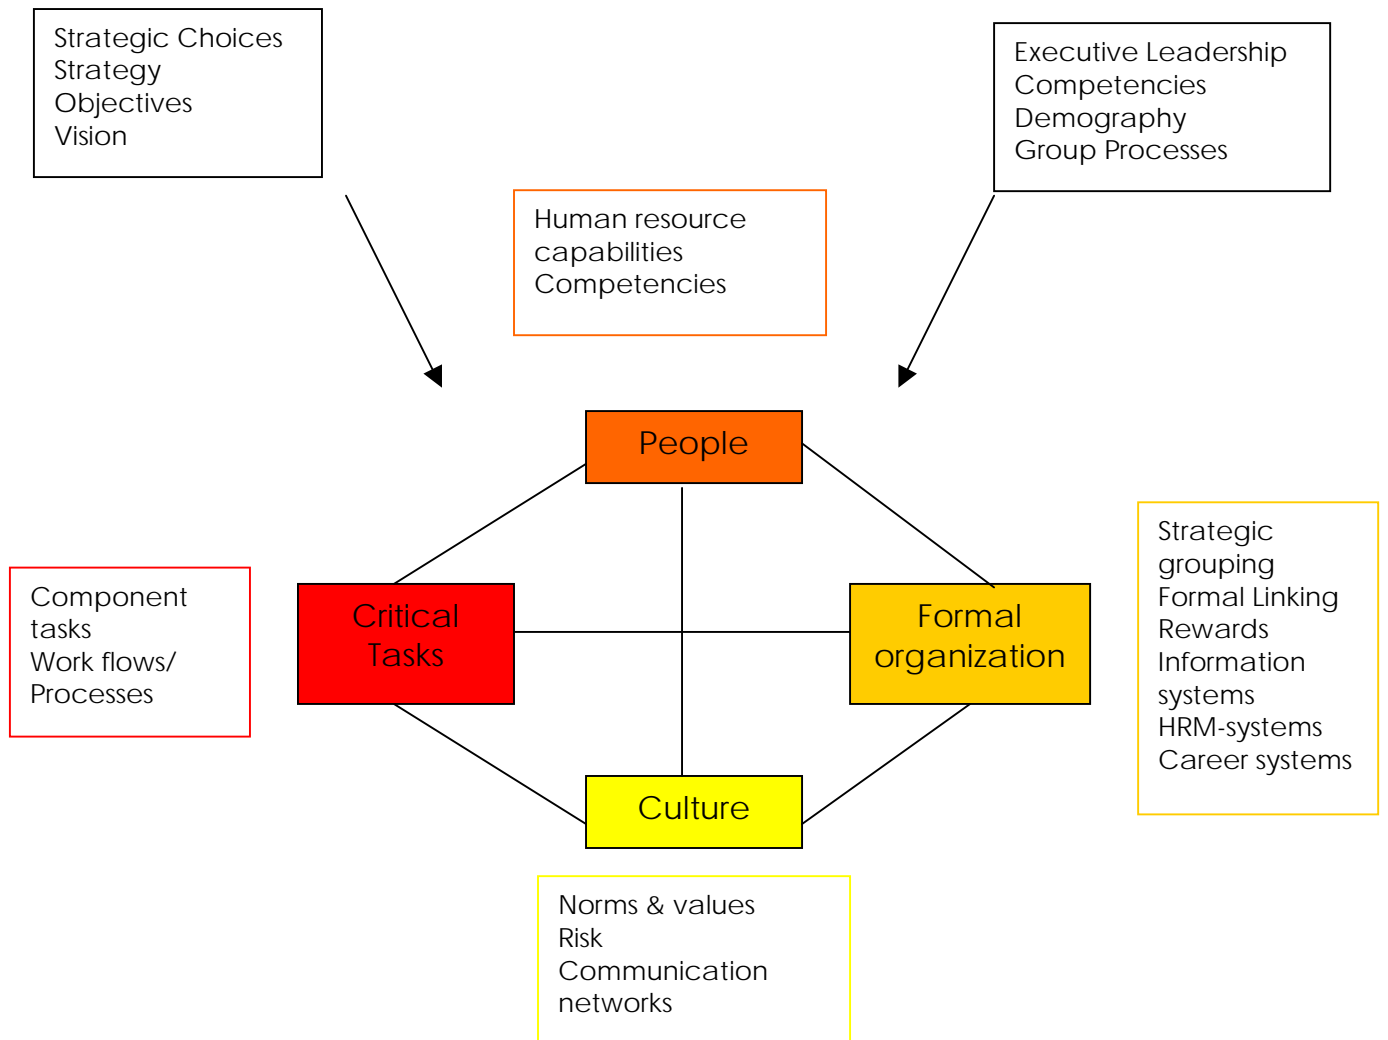 Strategic Choices
Strategy
Objectives
Vision
Executive Leadership
Competencies
Demography
Group Processes
Human resource
capabilities
Competencies
People
Component
tasks
Work flows/
Processes
Critical
Tasks
Formal
organization
Strategic
grouping
Formal Linking
Rewards
Information
systems
HRM-systems
Career systems
Culture
Norms & values
Risk
Communication
networks